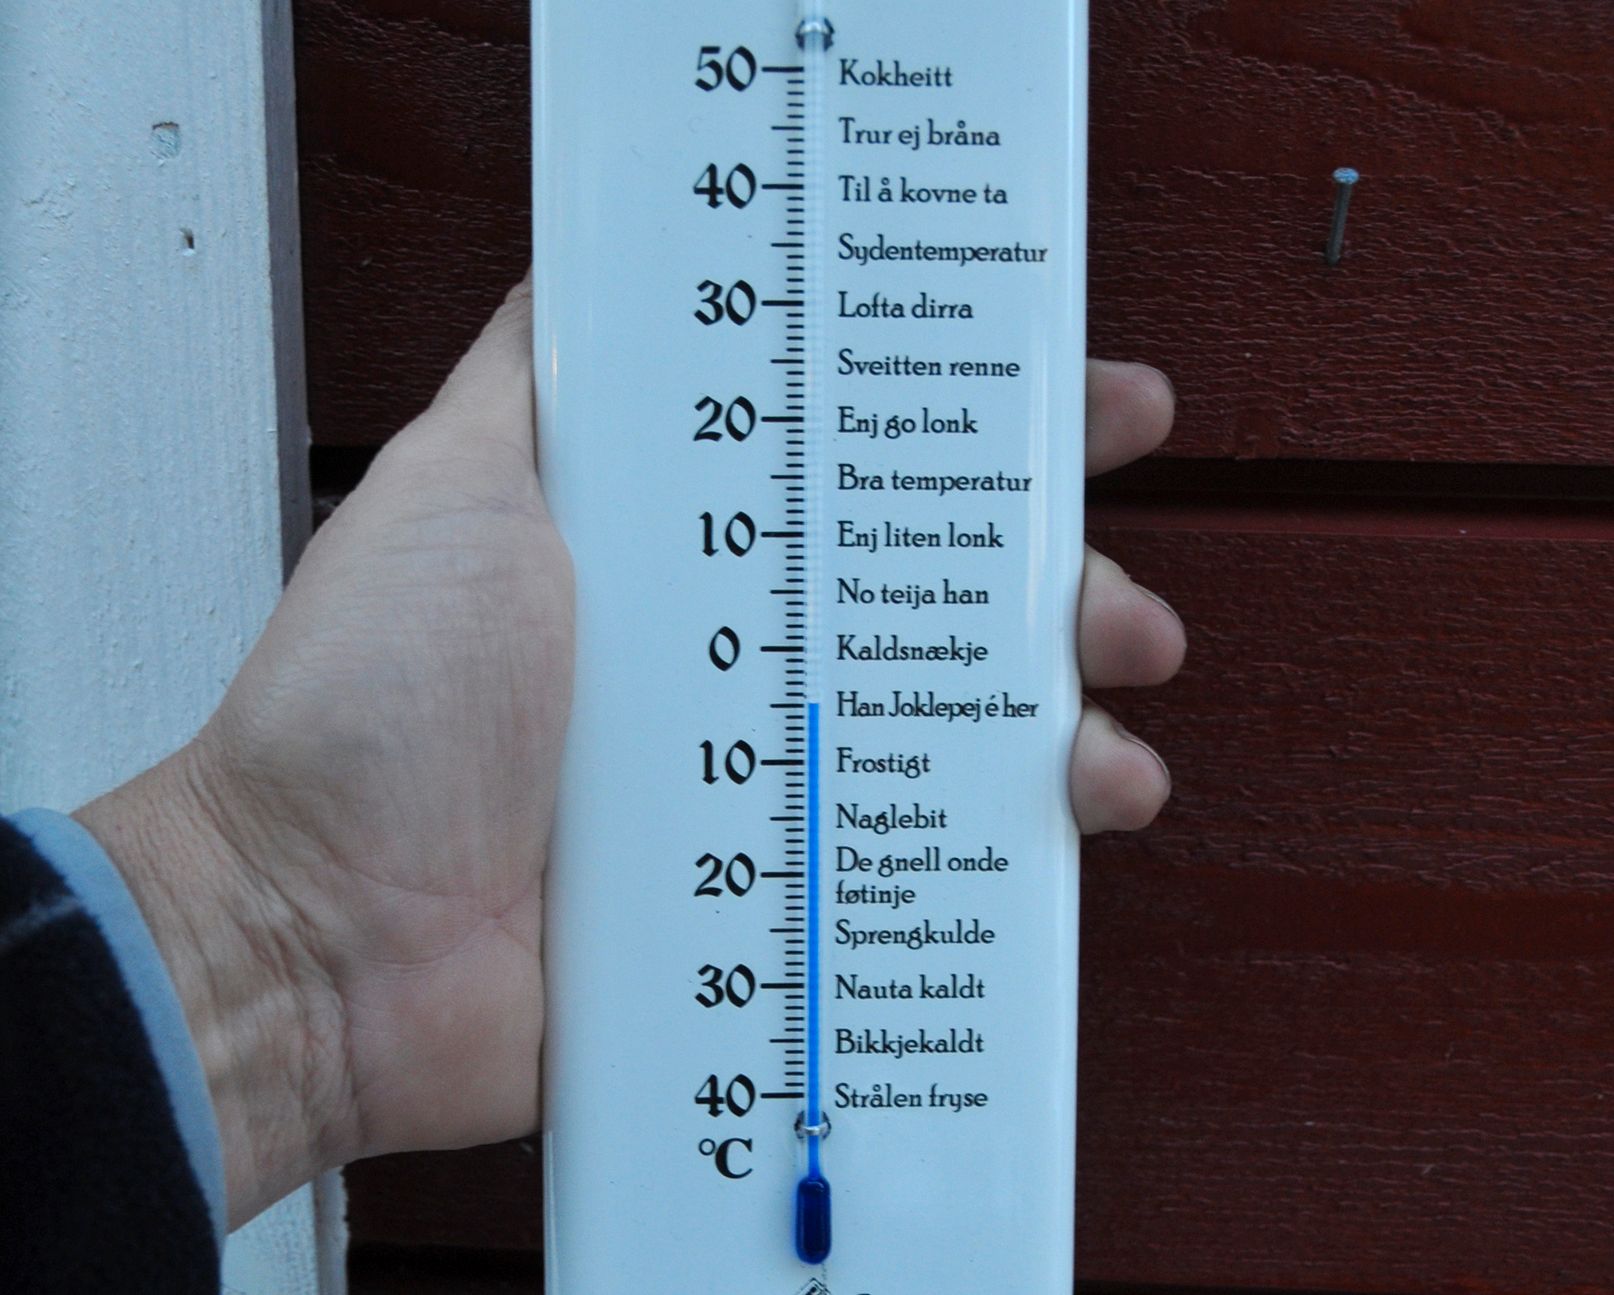 50 Kokheitt
Trur ej bråna
40 Til å kovne ta
Sydentemperatur
30 Lofta dirra
Sveitten renne
20 Enj go lonk
Bra temperatur
10 Enj liten lonk
No teija han
0 Kaldsnækje
Han Joklepej é her
10 Frostigt
Naglebit
20 De gnell onde
føtinje
Sprengkulde
30 Nauta kaldt
Bikkjekaldt
40 Strålen fryse
°C